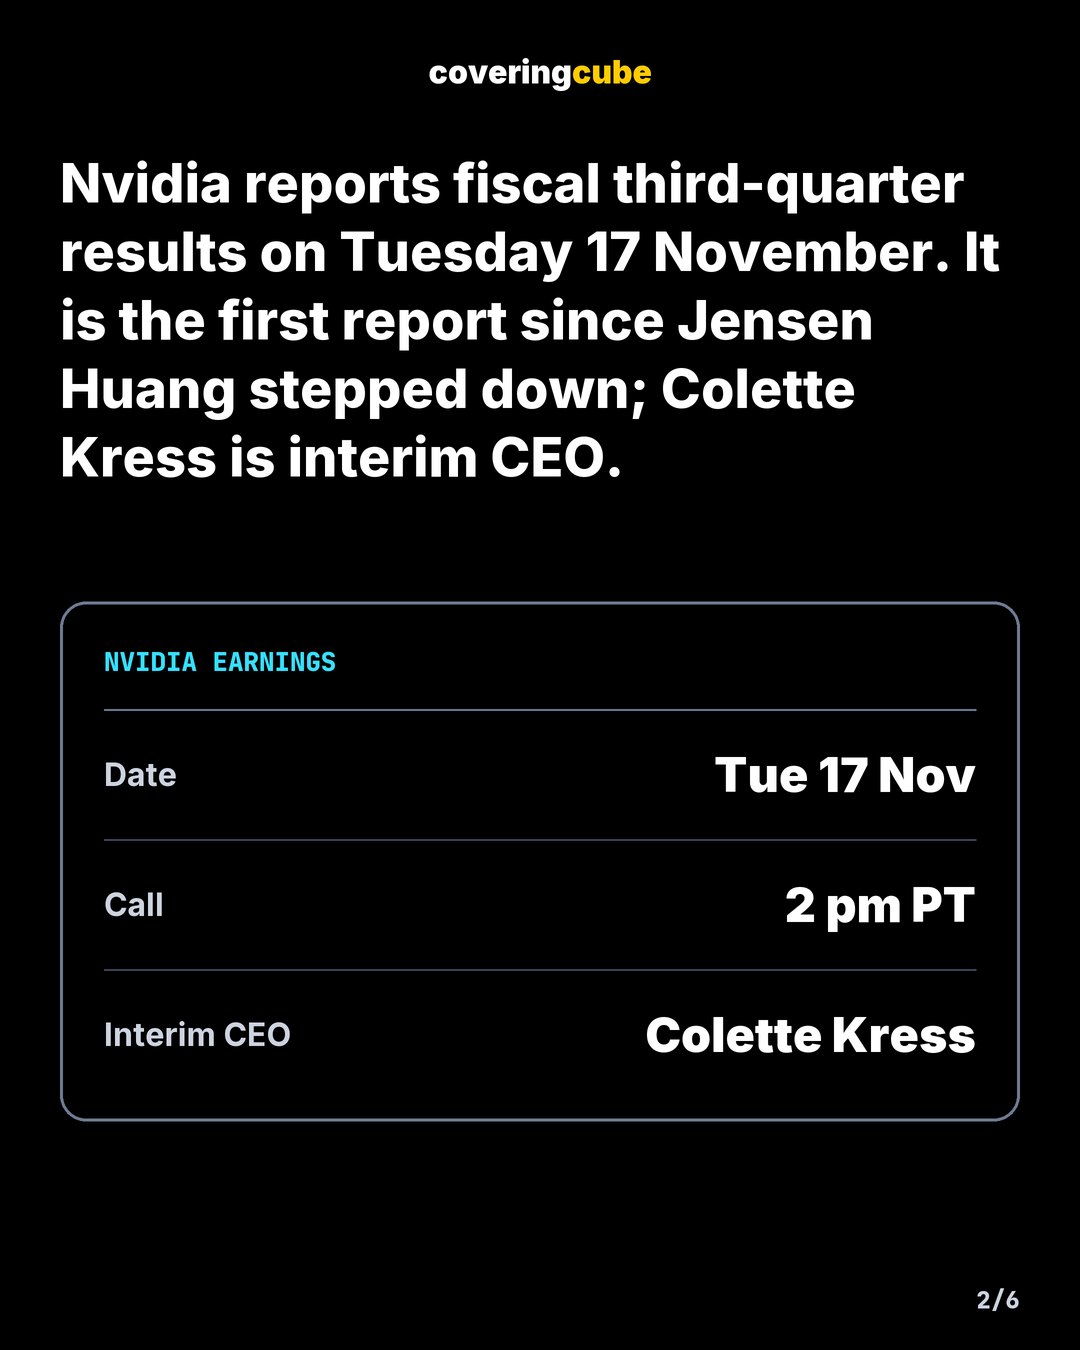 coveringcube
Nvidia reports fiscal third-quarter
results on Tuesday 17 November. It
is the first report since Jensen
Huang stepped down; Colette
Kress is interim CEO.
NVIDIA EARNINGS
Date
Tue 17 Nov
Call
2 pm PT
Interim CEO
Colette Kress
2/6